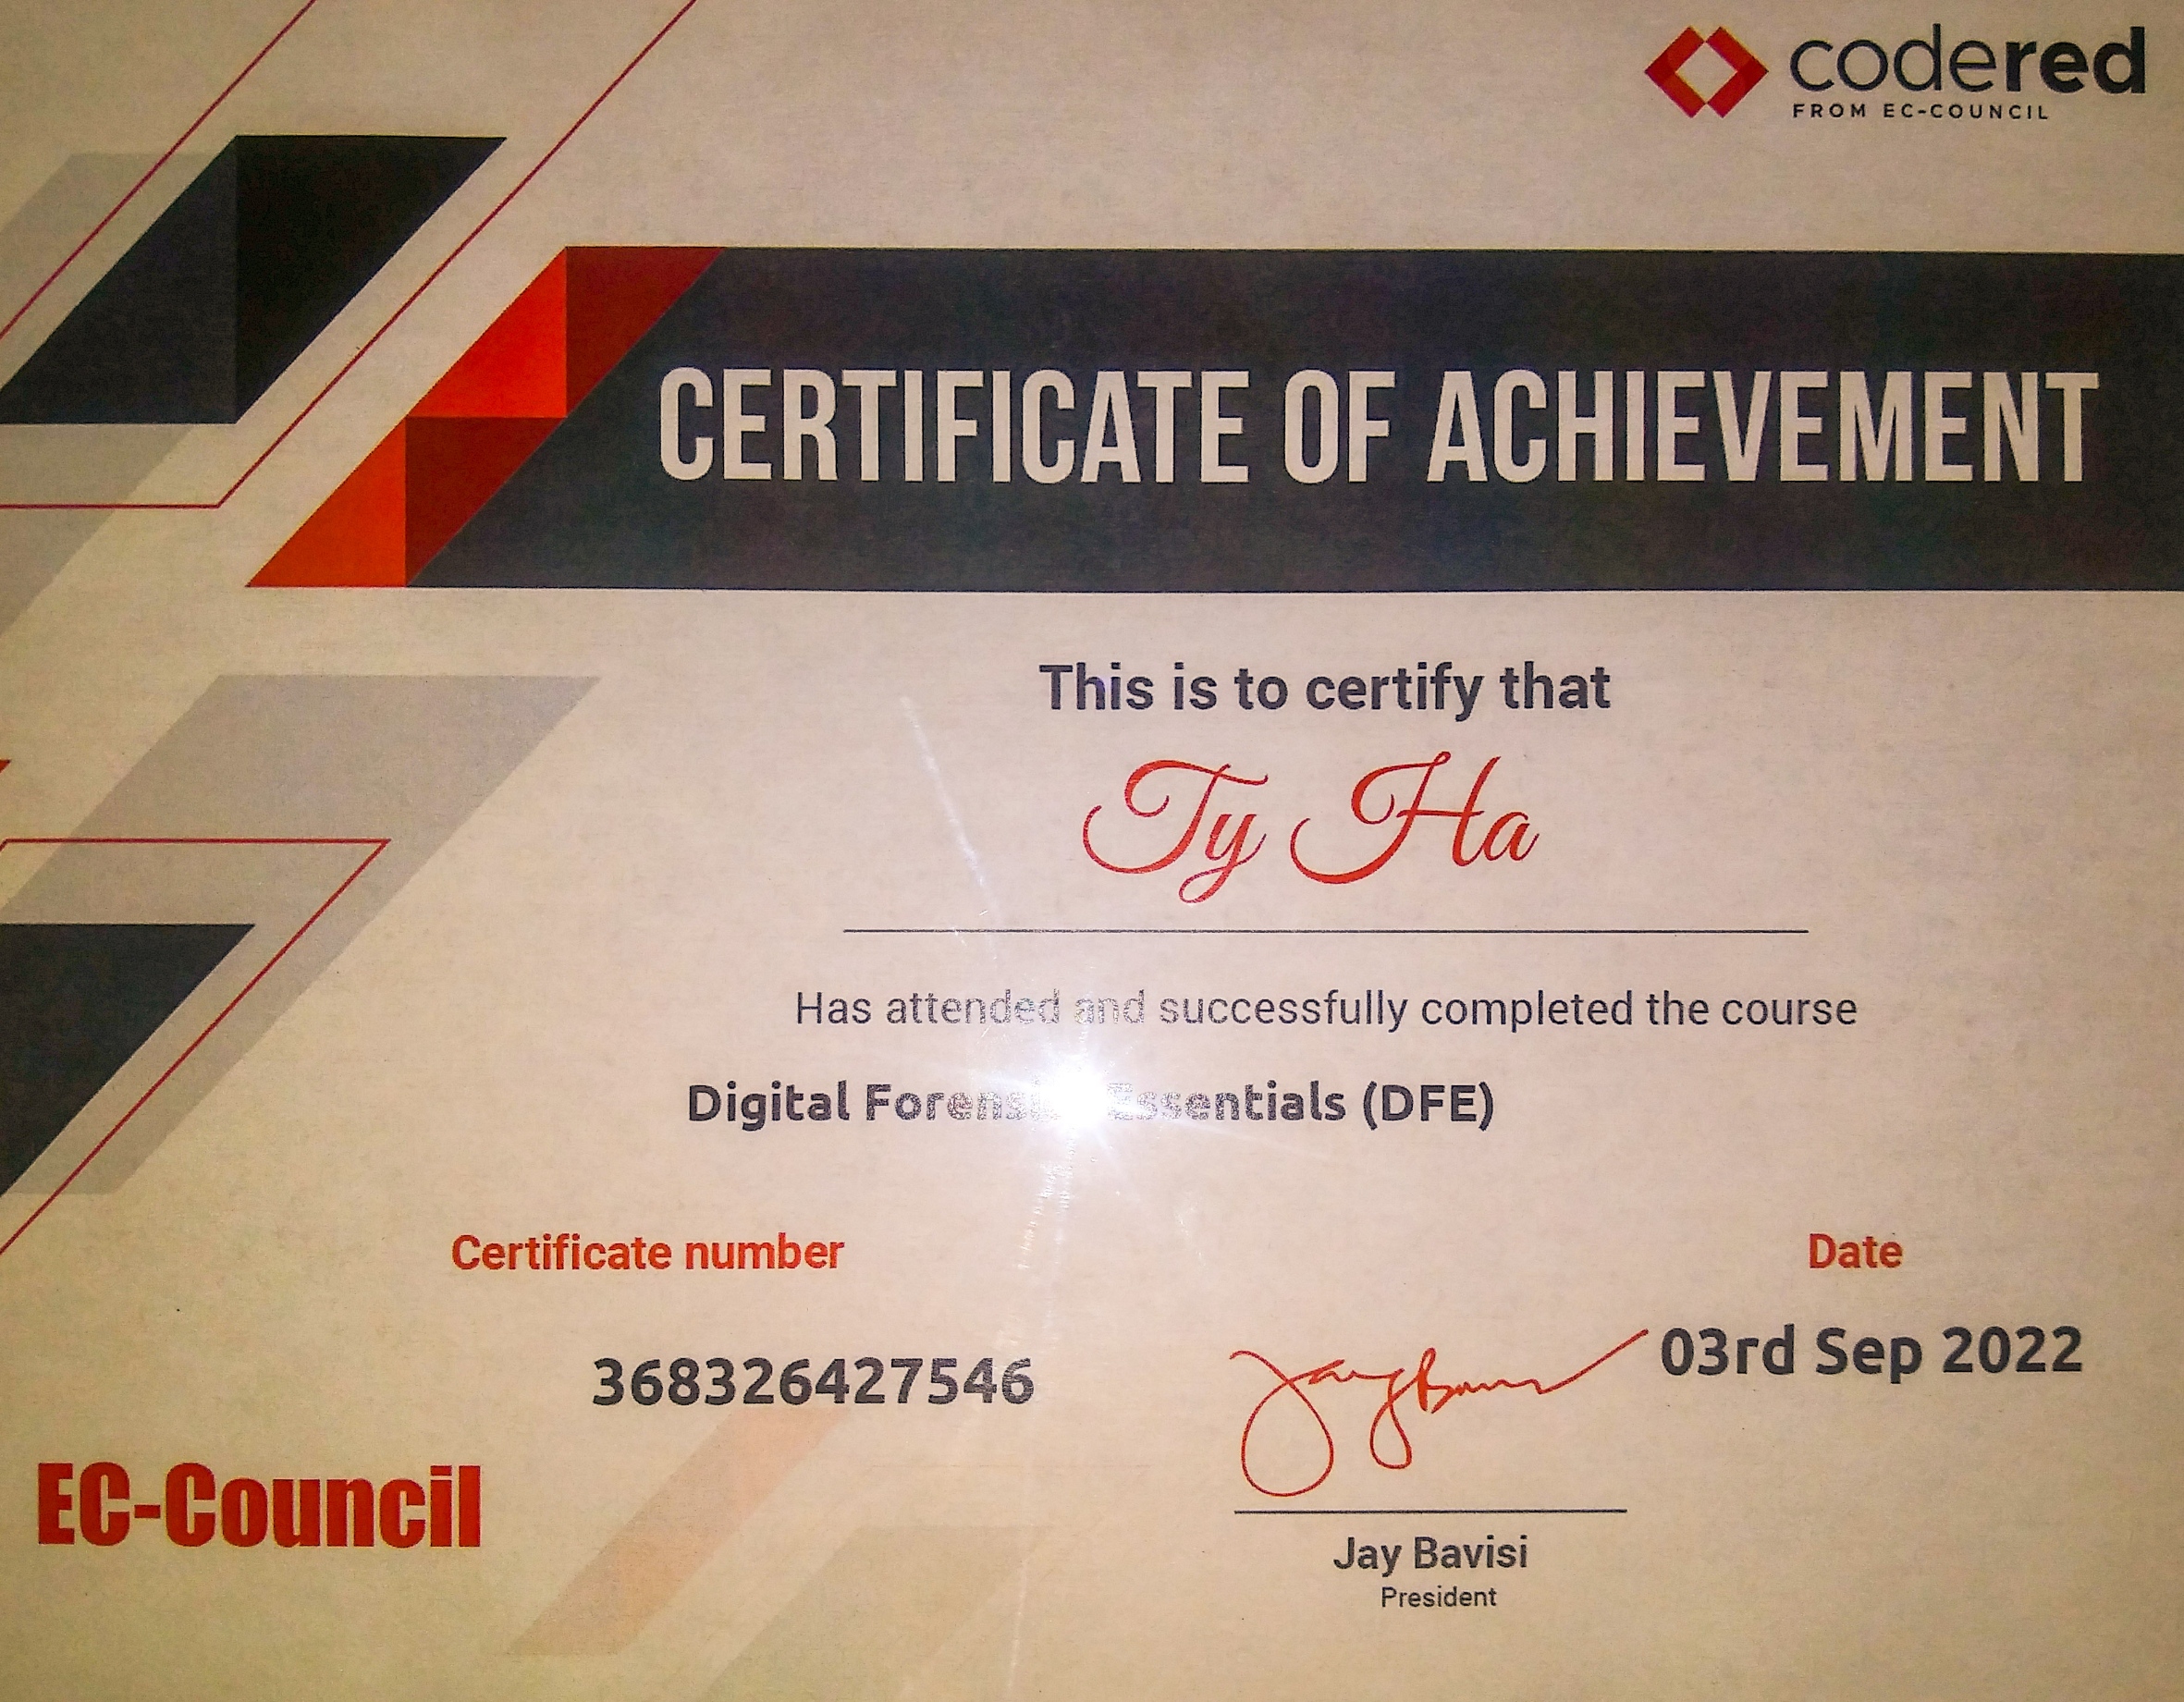 codered
FROM EC-COUNCIL
CERTIFICATE OF ACHIEVEMENT
This is to certify that
Ty Ha
Has attended and successfully completed the course
Digital Forensics Essentials (DFE)
Certificate number
Date
368326427546
03rd Sep 2022
EC-Council
Jay Bavisi
President